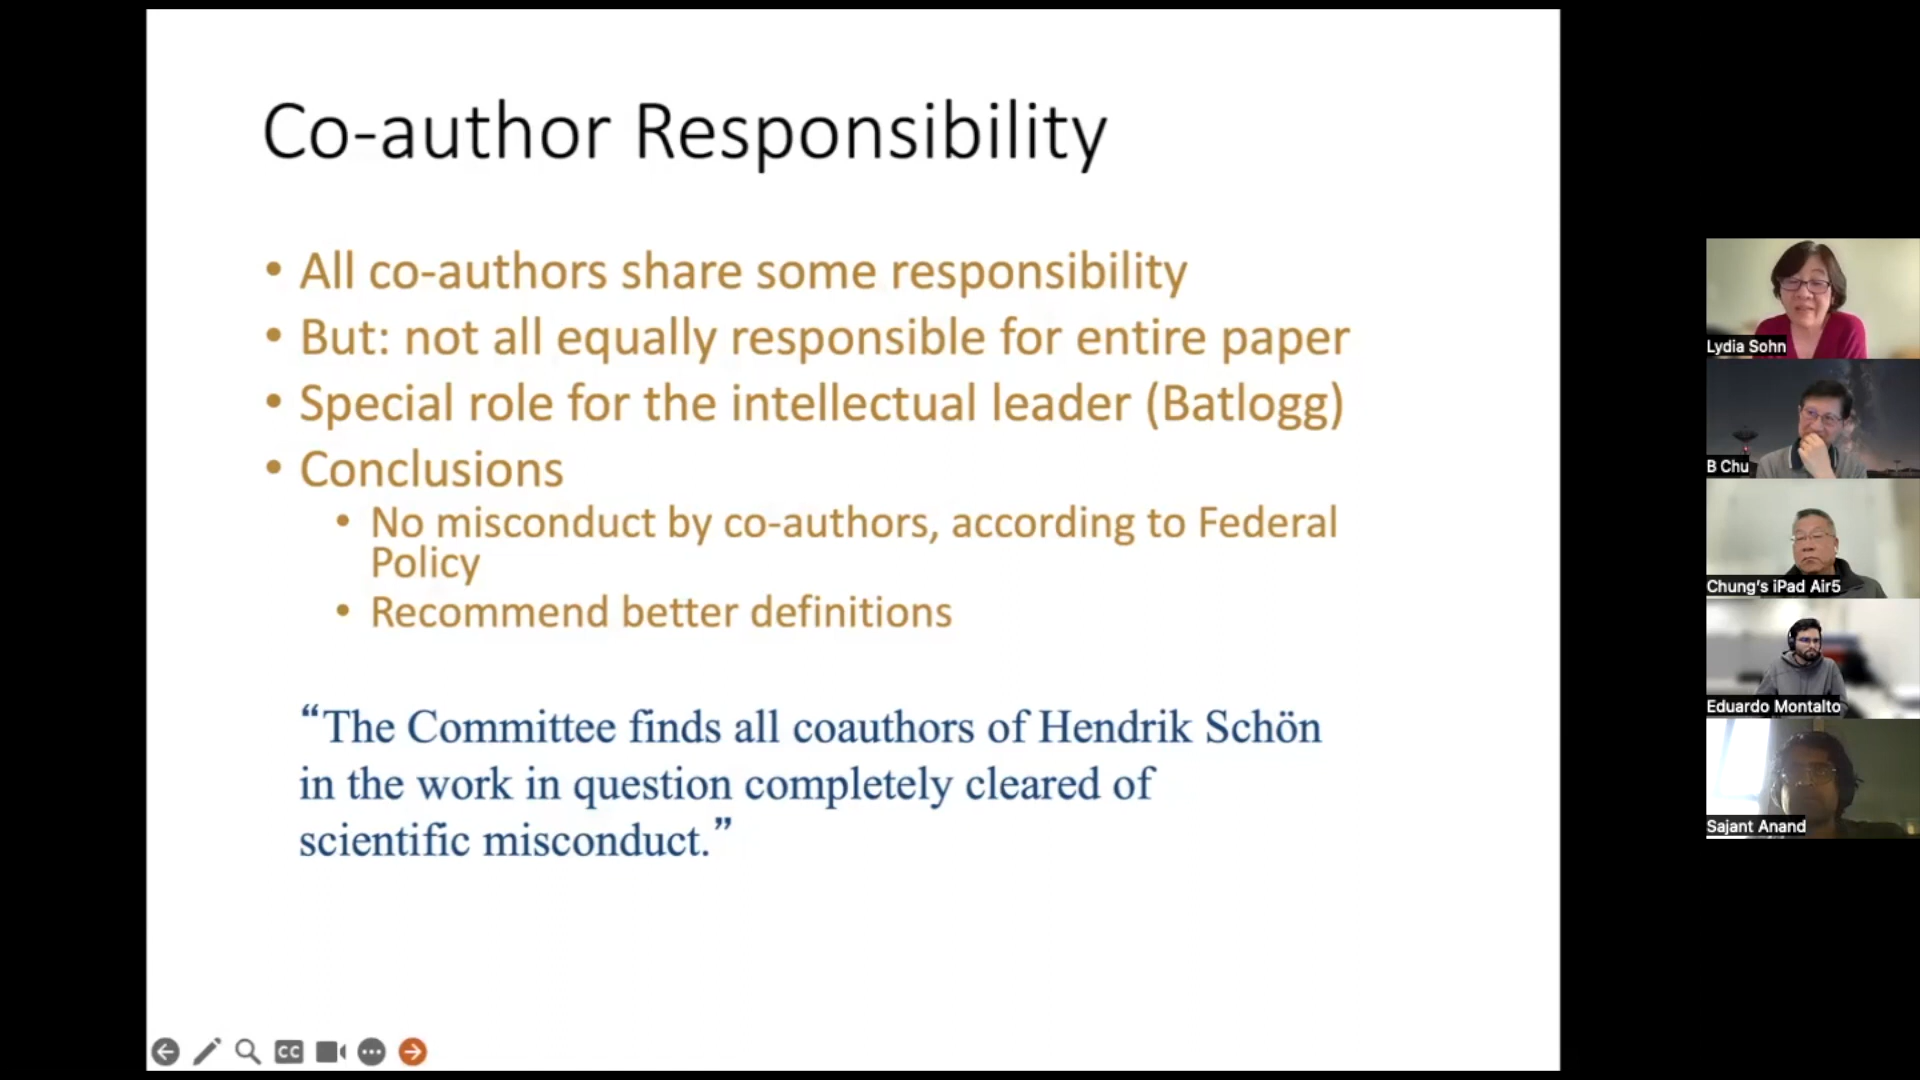 Co-author Responsibility
• All co-authors share some responsibility
• But: not all equally responsible for entire paper
• Special role for the intellectual leader (Batlogg)
• Conclusions
• No misconduct by co-authors, according to Federal
Policy
• Recommend better definitions
“The Committee finds all coauthors of Hendrik Schön
in the work in question completely cleared of
scientific misconduct.”
CC
Lydia Sohn
B Chu
Chung’s iPad Air5
Eduardo Montalto
Sajant Anand